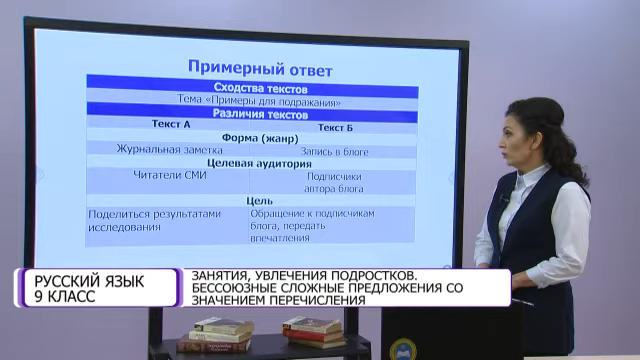 Примерный ответ
Сходства текстов
Тема «Примеры для подражания»
Различия текстов
Текст А Текст Б
Форма (жанр)
Журнальная заметка Запись в блоге
Целевая аудитория
Читатели СМИ Подписчики
автора блога
Цель
Поделиться результатами Обращение к подписчикам
исследования блога, передать
впечатления
РУССКИЙ ЯЗЫК
9 КЛАСС
ЗАНЯТИЯ, УВЛЕЧЕНИЯ ПОДРОСТКОВ.
БЕССОЮЗНЫЕ СЛОЖНЫЕ ПРЕДЛОЖЕНИЯ СО
ЗНАЧЕНИЕМ ПЕРЕЧИСЛЕНИЯ